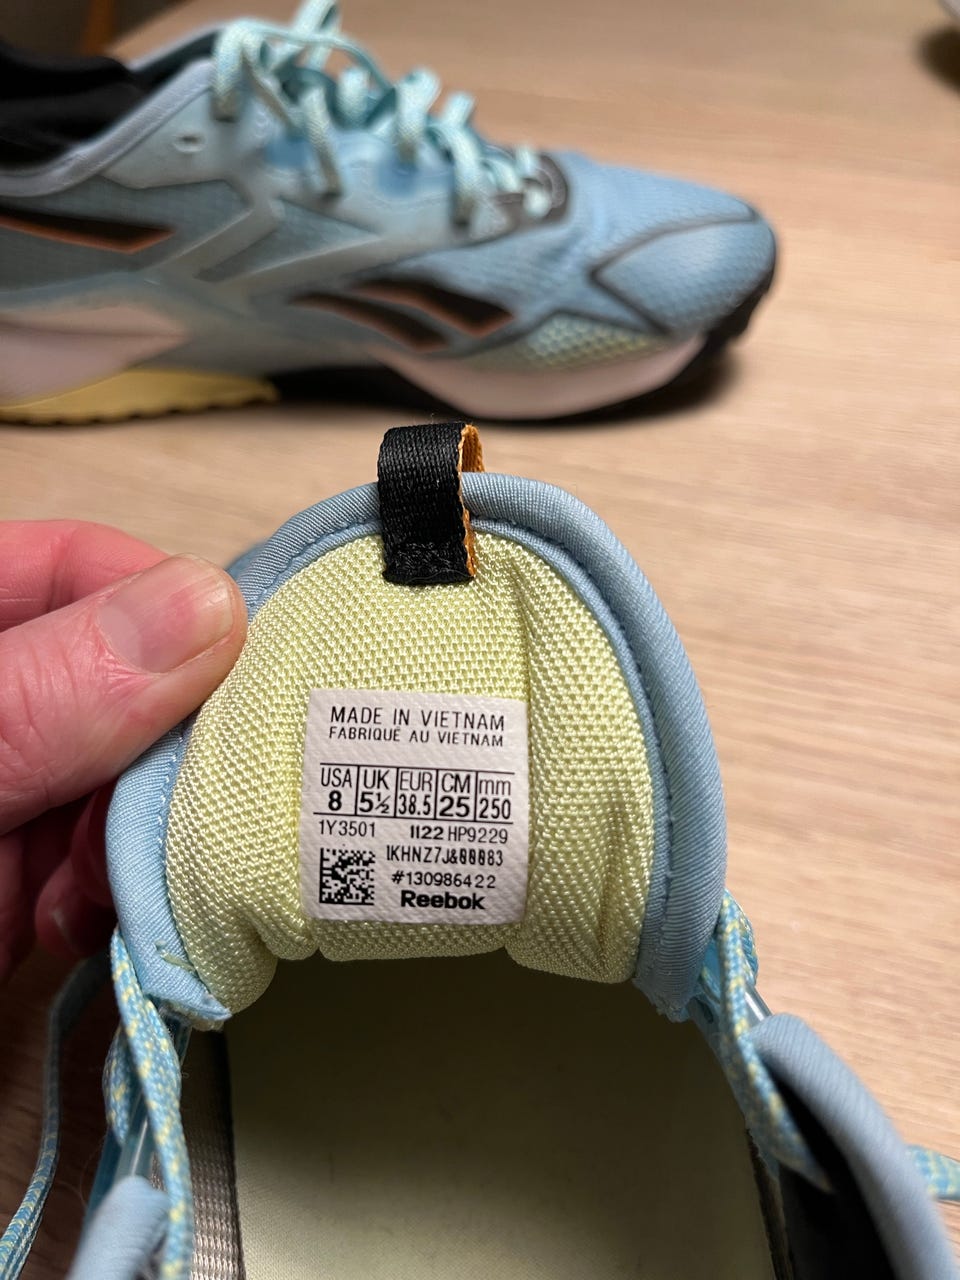 MADE IN VIETNAM
FABRIQUÉ AU VIETNAM
USA UK EUR CM mm
8 5½ 38.5 25 250
1Y3501 1122 HP9229
#130986422
Reebok